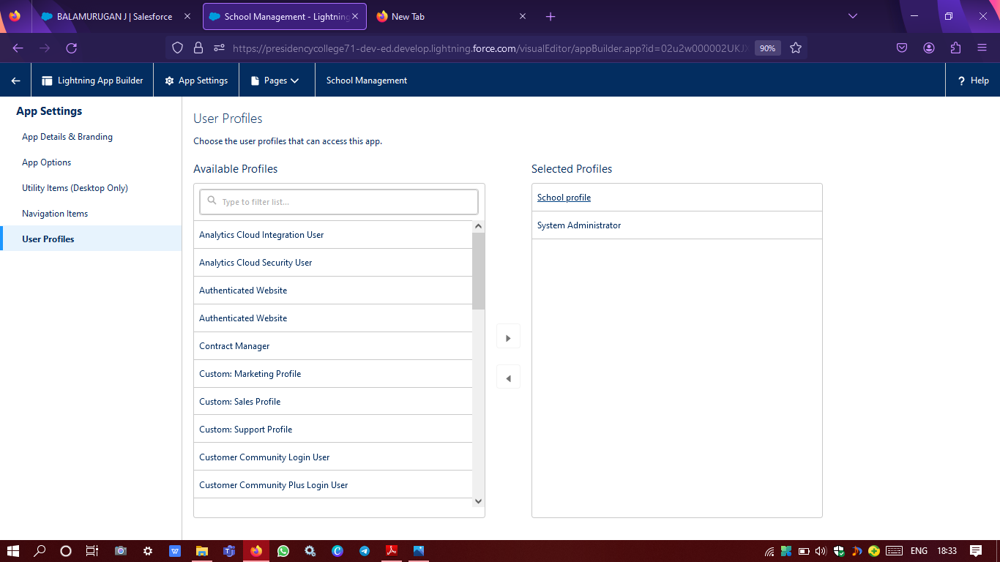 BALAMURUGAN J | Salesforce
School Management - Lightning
New Tab
https://presidencycollege71-dev-ed.develop.lightning.force.com/visualEditor/appBuilder.app?id=02u2w000002UKJX
90%
Lightning App Builder
App Settings
Pages
School Management
? Help
App Settings
App Details & Branding
App Options
Utility Items (Desktop Only)
Navigation Items
User Profiles
User Profiles
Choose the user profiles that can access this app.
Available Profiles
Type to filter list...
Analytics Cloud Integration User
Analytics Cloud Security User
Authenticated Website
Authenticated Website
Contract Manager
Custom: Marketing Profile
Custom: Sales Profile
Custom: Support Profile
Customer Community Login User
Customer Community Plus Login User
Selected Profiles
School profile
System Administrator
ENG
18:33